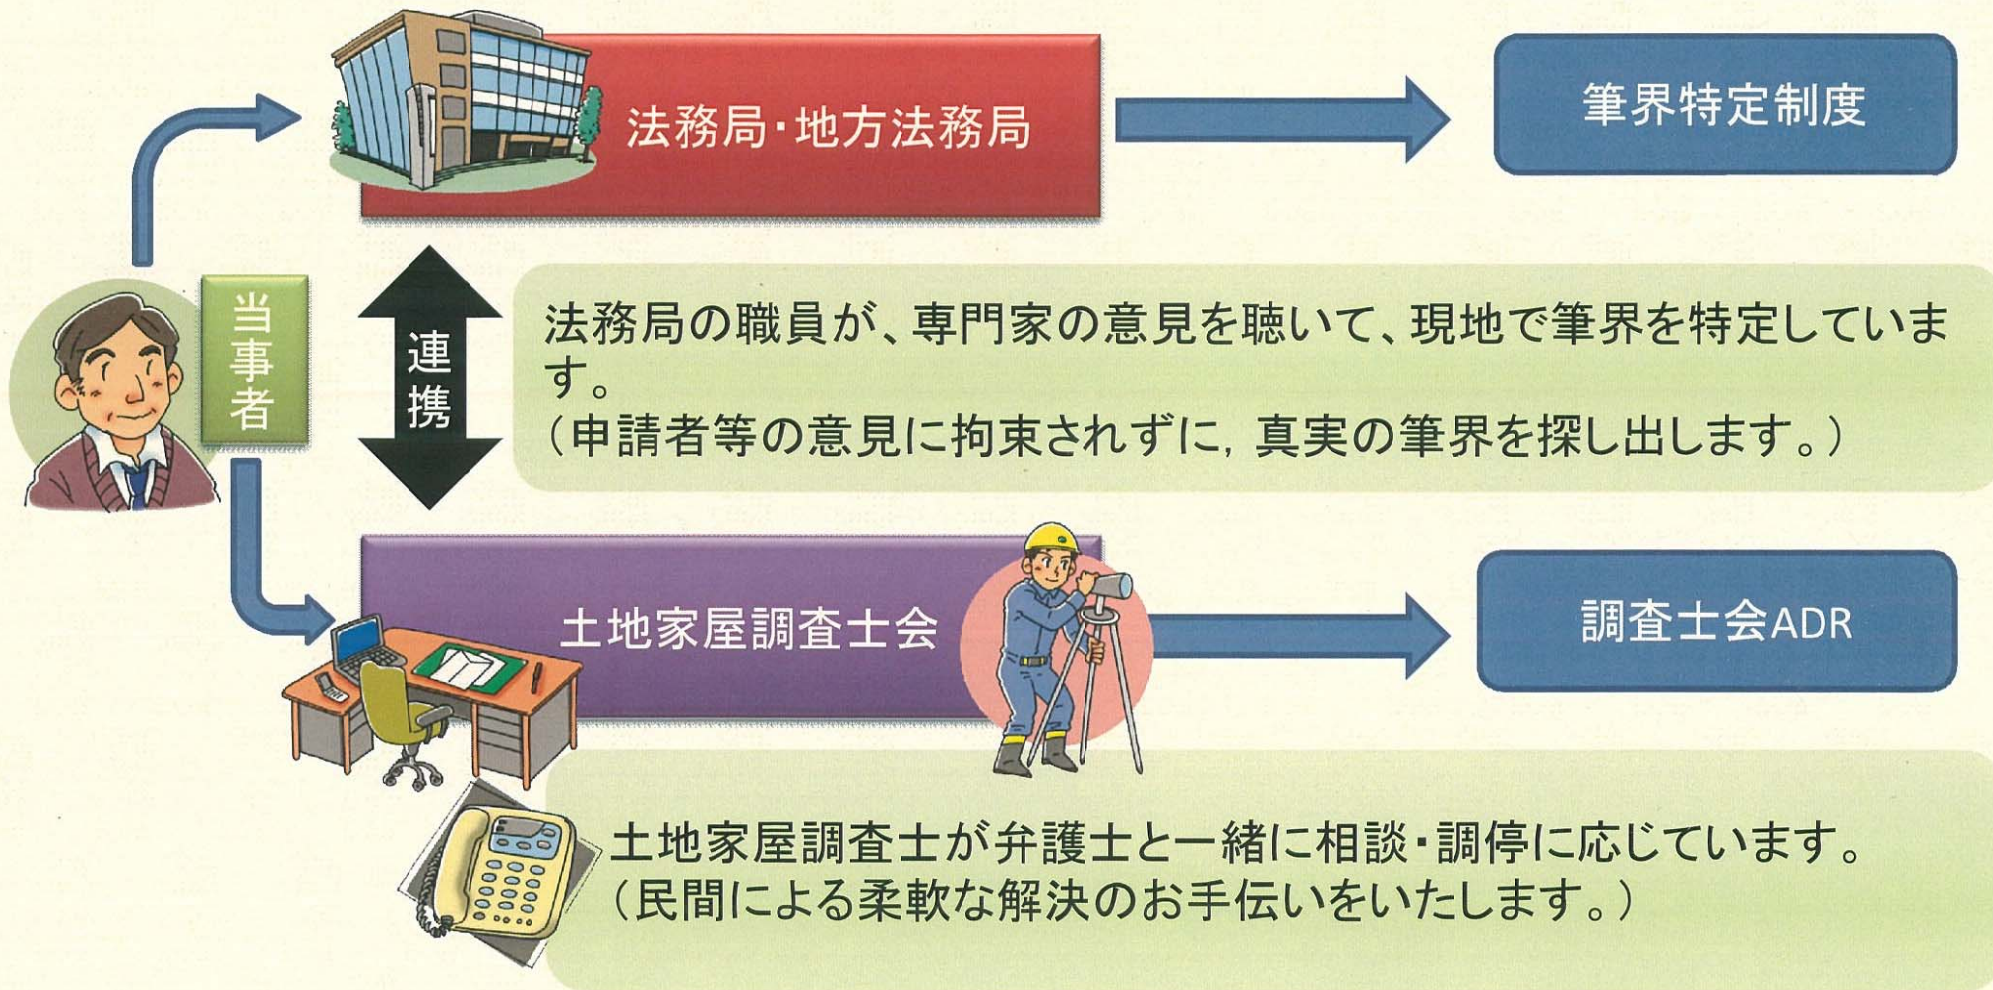 法務局・地方法務局
筆界特定制度
当事者
連携
法務局の職員が、専門家の意見を聴いて、現地で筆界を特定していま
す。
（申請者等の意見に拘束されずに，真実の筆界を探し出します。）
土地家屋調査士会
調査士会ADR
土地家屋調査士が弁護士と一緒に相談・調停に応じています。
（民間による柔軟な解決のお手伝いをいたします。）